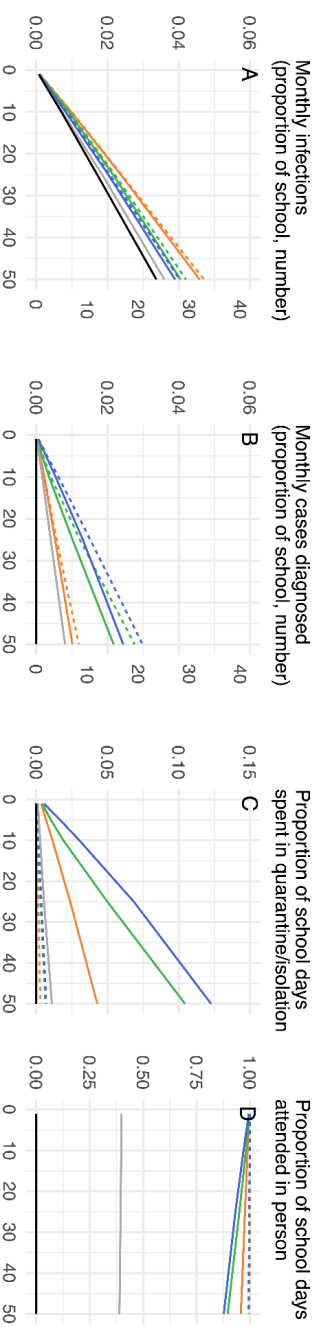 Monthly infections
(proportion of school, number)
A
0.06
0.04
0.02
0.00
40
30
20
10
0
0 10 20 30 40 50
Monthly cases diagnosed
(proportion of school, number)
B
0.06
0.04
0.02
0.00
40
30
20
10
0
0 10 20 30 40 50
Proportion of school days
spent in quarantine/isolation
C
0.15
0.10
0.05
0.00
0 10 20 30 40 50
Proportion of school days
attended in person
D
1.00
0.75
0.50
0.25
0.00
0 10 20 30 40 50